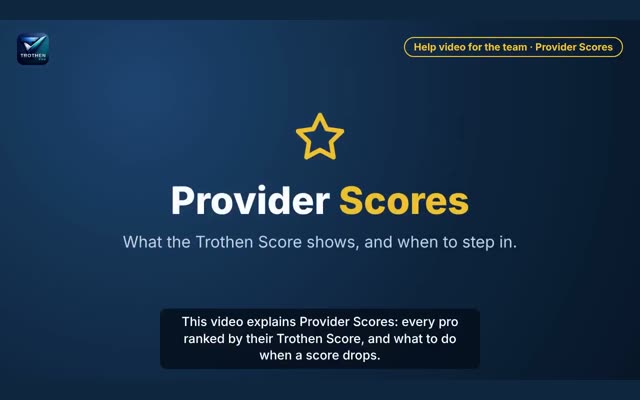 TROTHEN
Help video for the team · Provider Scores
Provider Scores
What the Trothen Score shows, and when to step in.
This video explains Provider Scores: every pro
ranked by their Trothen Score, and what to do
when a score drops.